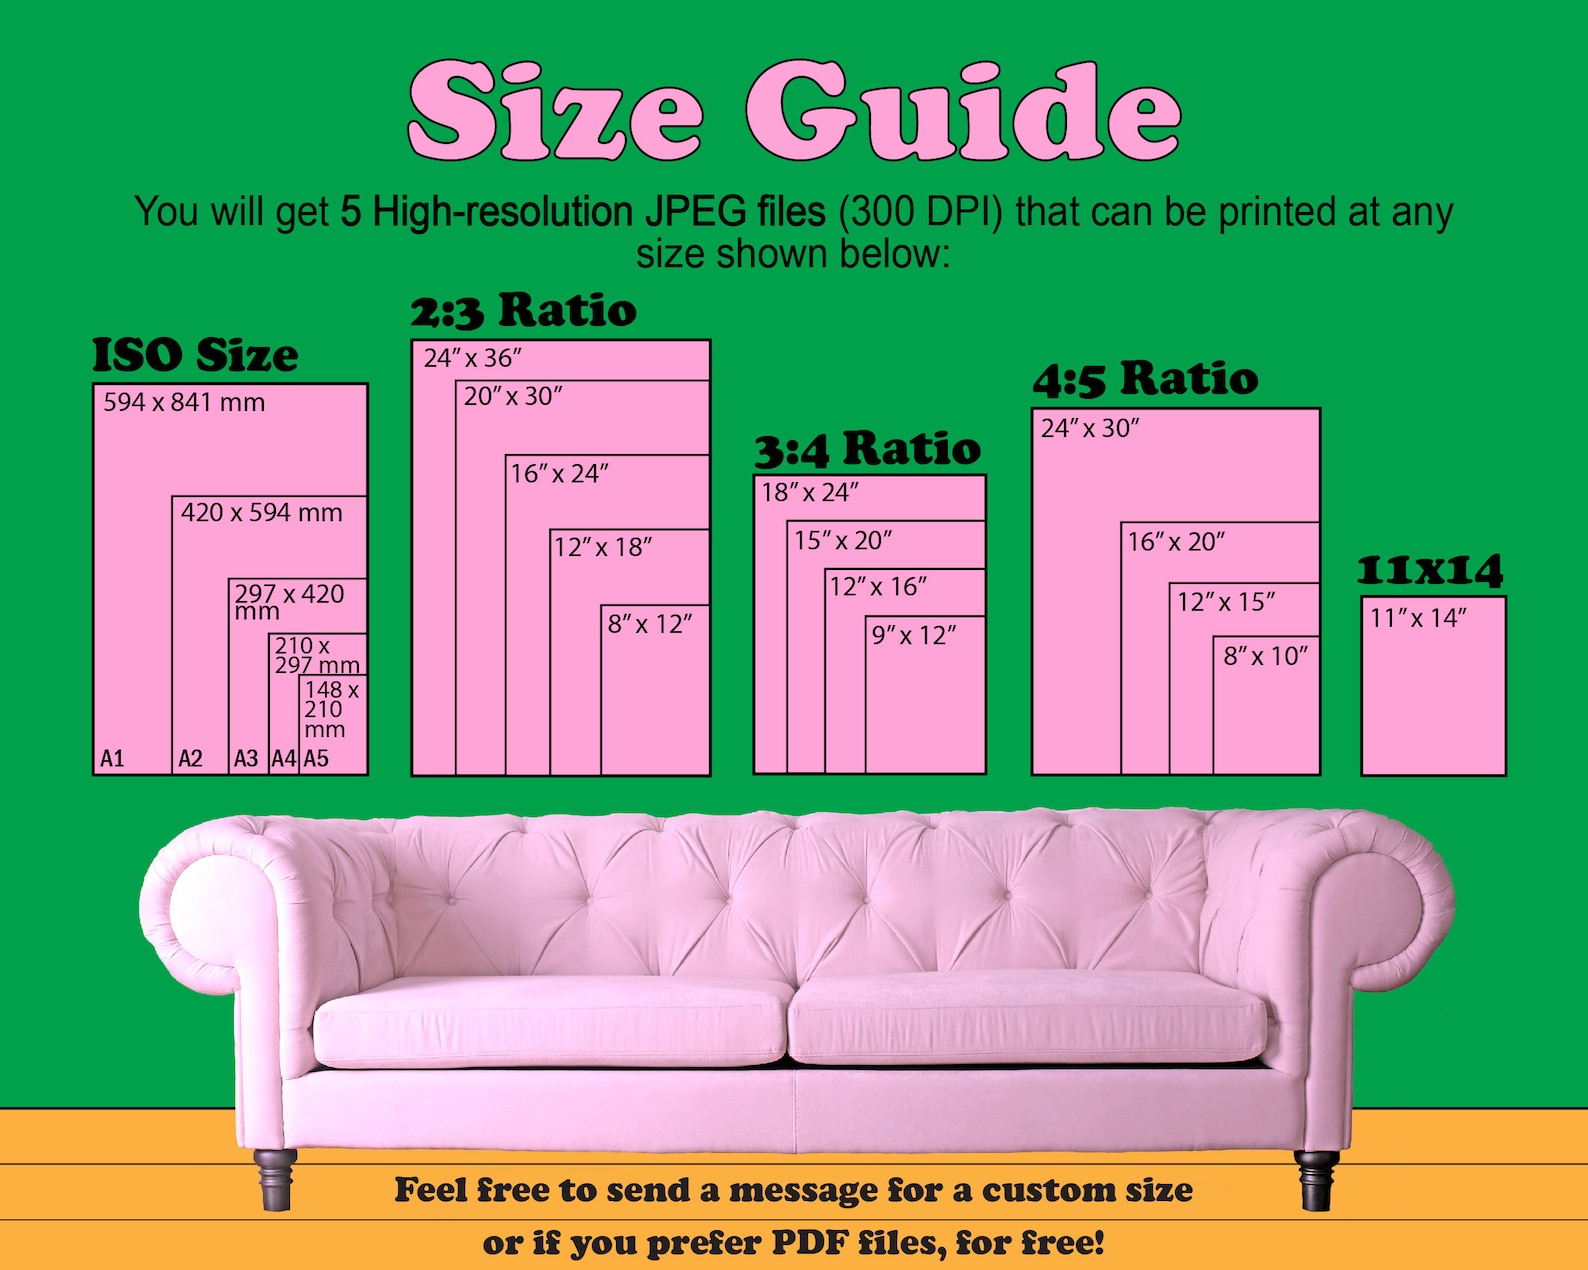 Size Guide
You will get 5 High-resolution JPEG files (300 DPI) that can be printed at any
size shown below:
ISO Size
594 x 841 mm
420 x 594 mm
297 x 420
mm
210 x
297 mm
148 x
210
mm
A1 A2 A3 A4 A5
2:3 Ratio
24” x 36”
20” x 30”
16” x 24”
12” x 18”
8” x 12”
3:4 Ratio
18” x 24”
15” x 20”
12” x 16”
9” x 12”
4:5 Ratio
24” x 30”
16” x 20”
12” x 15”
8” x 10”
11x14
11” x 14”
Feel free to send a message for a custom size
or if you prefer PDF files, for free!